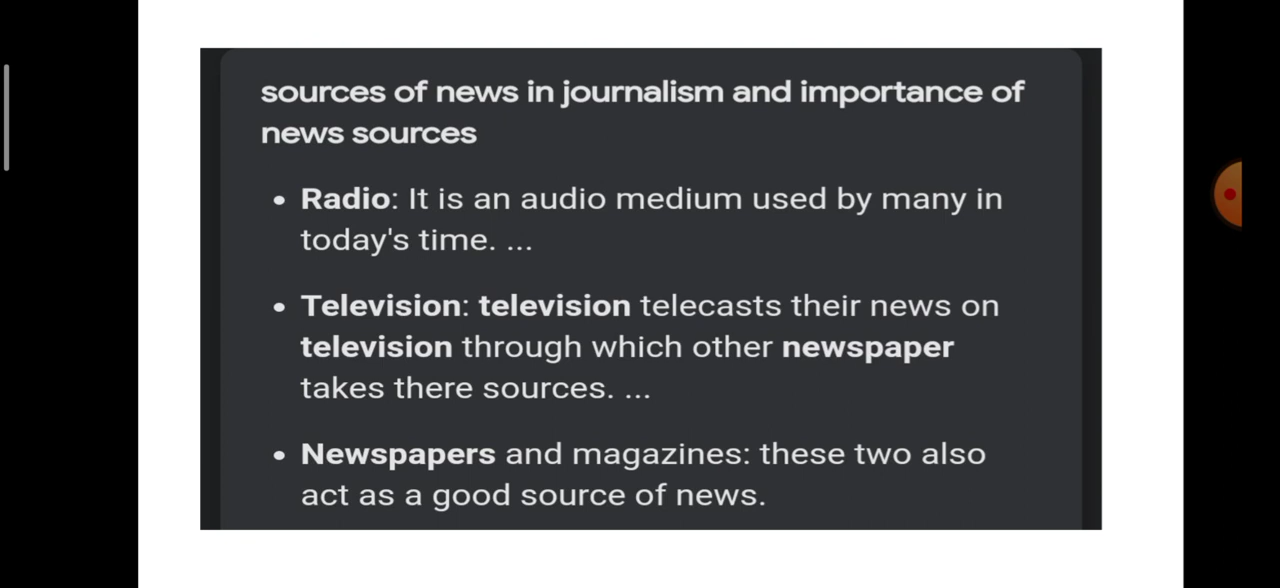 sources of news in journalism and importance of
news sources
• Radio: It is an audio medium used by many in
today's time. ...
• Television: television telecasts their news on
television through which other newspaper
takes there sources. ...
• Newspapers and magazines: these two also
act as a good source of news.